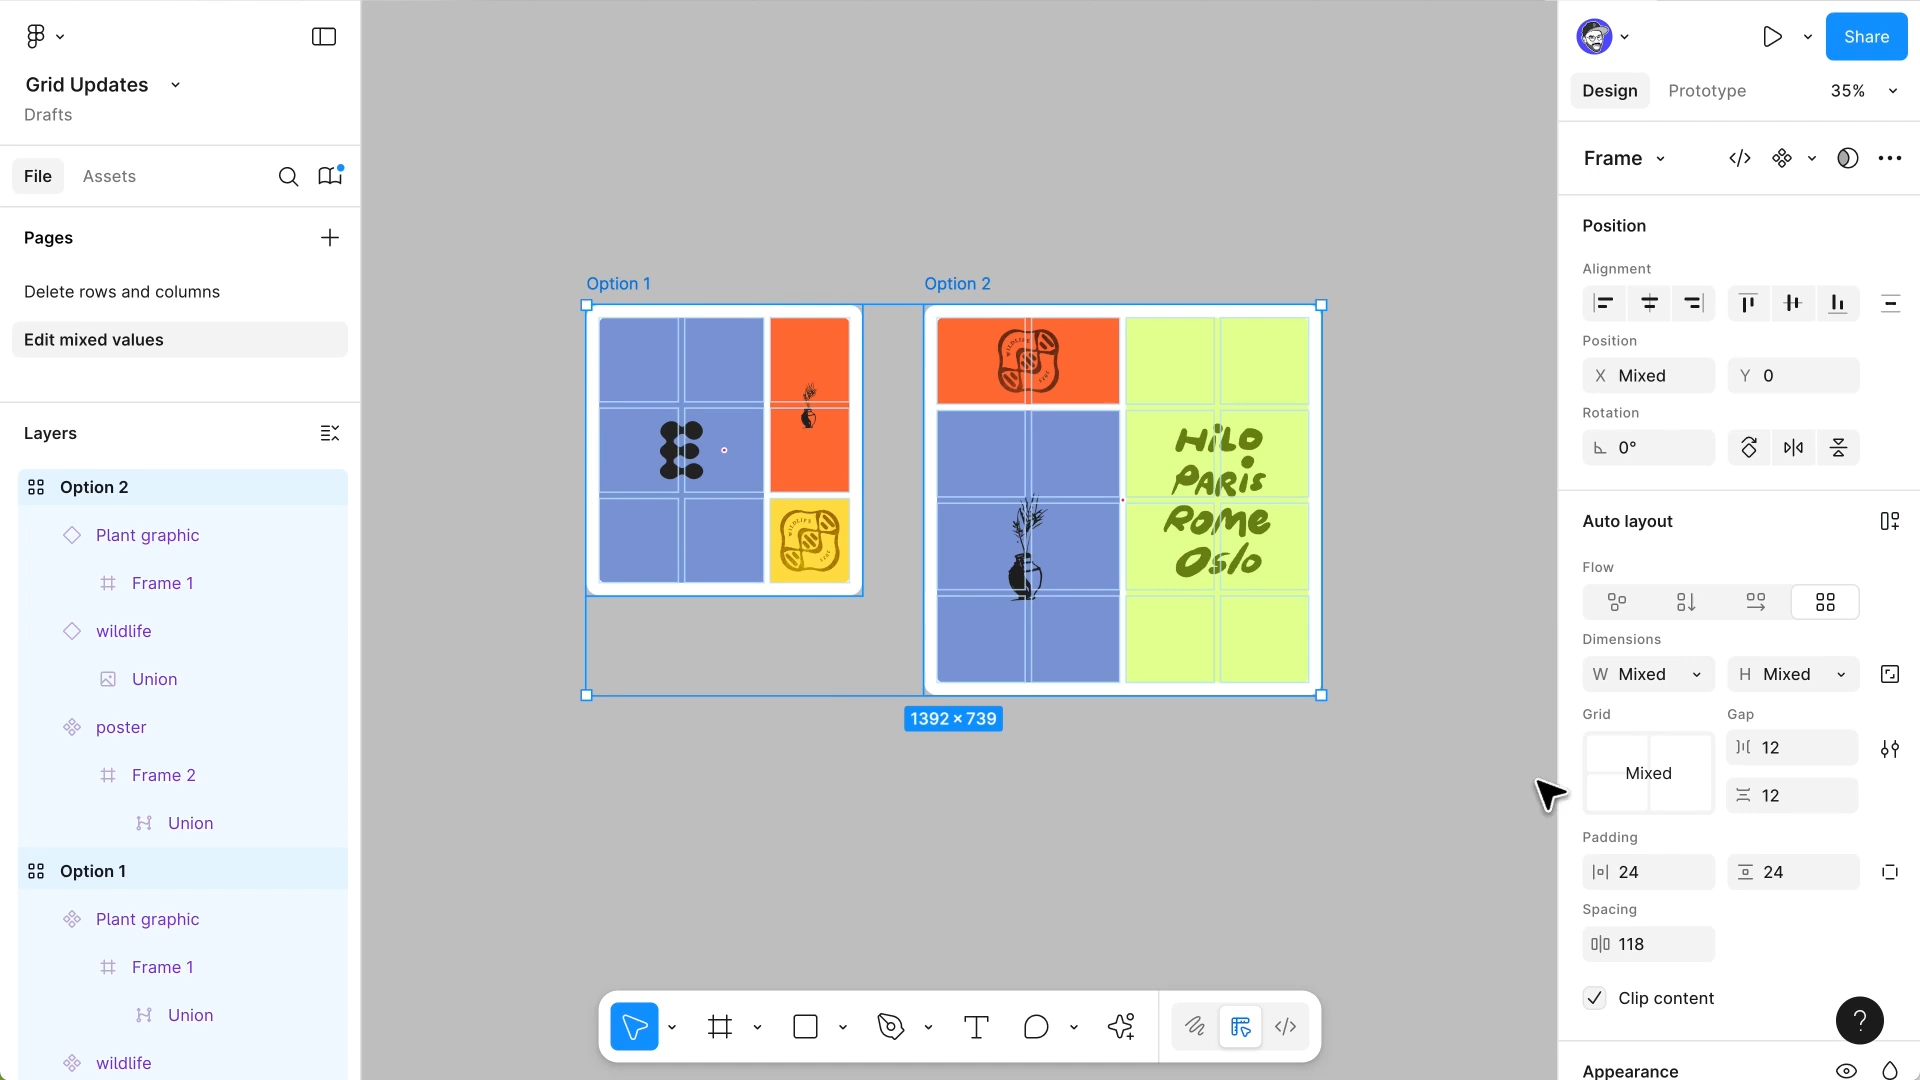 Grid Updates
Drafts
File
Assets
Pages
Delete rows and columns
Edit mixed values
Layers
Option 2
Plant graphic
Frame 1
wildlife
Union
poster
Frame 2
Union
Option 1
Plant graphic
Frame 1
Union
wildlife
Option 1
Option 2
WILDLIFE
HiLO
PARis
Rome
Oslo
WILDLIFE
1392 × 739
Share
Design
Prototype
35%
Frame
Position
Alignment
Position
X Mixed
Y 0
Rotation
0°
Auto layout
Flow
Dimensions
W Mixed
H Mixed
Grid
Gap
Mixed
12
12
Padding
24
24
Spacing
118
Clip content
?
Appearance